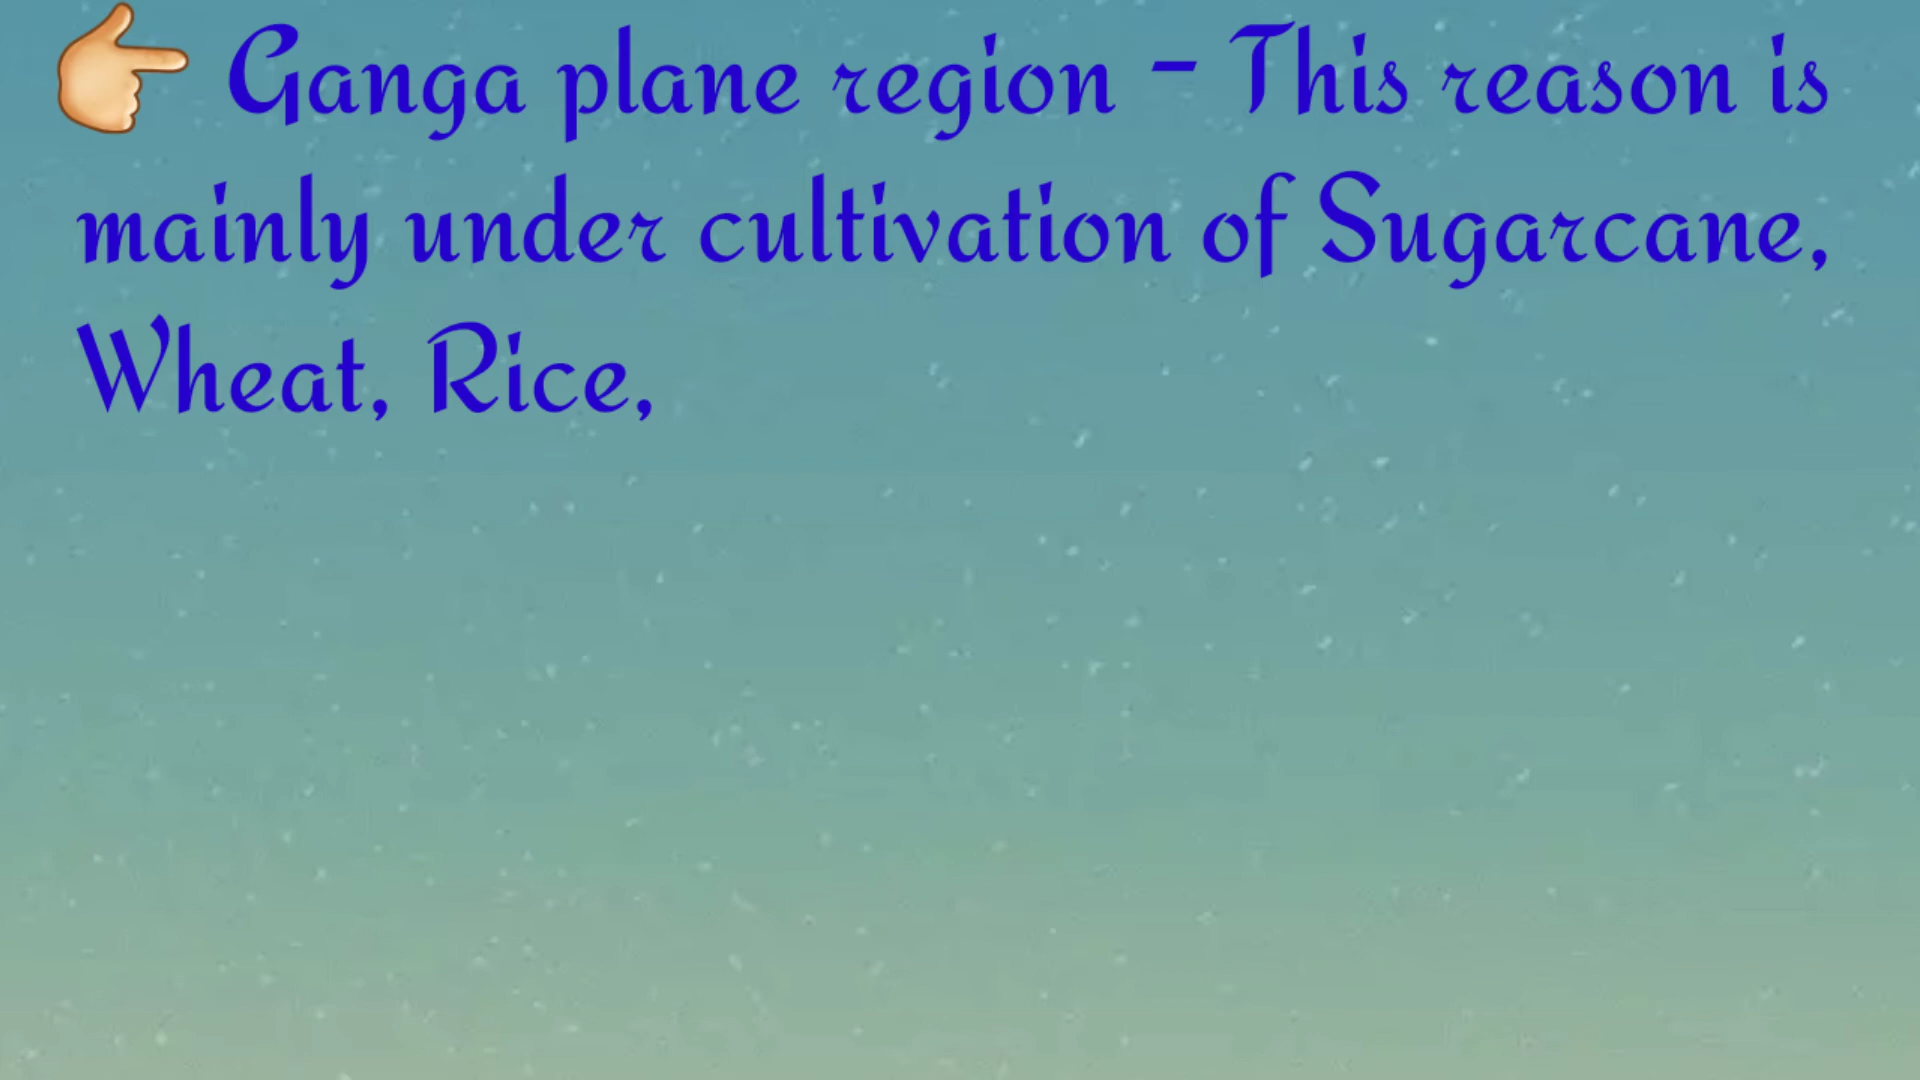 👉 Ganga plane region - This reason is
mainly under cultivation of Sugarcane,
Wheat, Rice,